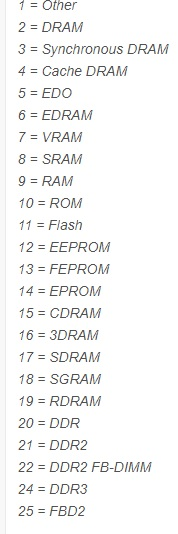 1 = Other
2 = DRAM
3 = Synchronous DRAM
4 = Cache DRAM
5 = EDO
6 = EDRAM
7 = VRAM
8 = SRAM
9 = RAM
10 = ROM
11 = Flash
12 = EEPROM
13 = FEPROM
14 = EPROM
15 = CDRAM
16 = 3DRAM
17 = SDRAM
18 = SGRAM
19 = RDRAM
20 = DDR
21 = DDR2
22 = DDR2 FB-DIMM
24 = DDR3
25 = FBD2